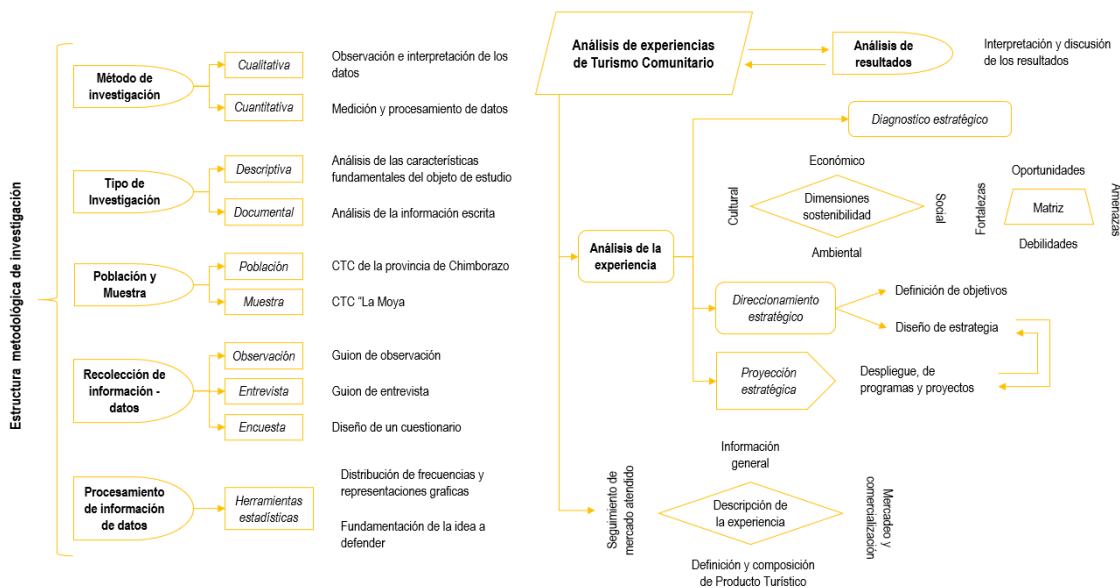 Estructura metodológica de investigación
Método de
investigación
Cualitativa
Observación e interpretación de los
datos
Cuantitativa
Medición y procesamiento de datos
Tipo de
Investigación
Descriptiva
Análisis de las características
fundamentales del objeto de estudio
Documental
Análisis de la información escrita
Población y
Muestra
Población
CTC de la provincia de Chimborazo
Muestra
CTC “La Moya
Recolección de
información -
datos
Observación
Guion de observación
Entrevista
Guion de entrevista
Encuesta
Diseño de un cuestionario
Procesamiento
de información
de datos
Herramientas
estadísticas
Distribución de frecuencias y
representaciones graficas
Fundamentación de la idea a
defender
Análisis de experiencias
de Turismo Comunitario
Análisis de
resultados
Interpretación y discusión
de los resultados
Análisis de la
experiencia
Diagnostico estratégico
Económico
Cultural
Dimensiones
sostenibilidad
Social
Ambiental
Oportunidades
Fortalezas
Matriz
Amenazas
Debilidades
Direccionamiento
estratégico
Definición de objetivos
Diseño de estrategia
Proyección
estratégica
Despliegue, de
programas y proyectos
Información
general
Seguimiento de
mercado atendido
Descripción de
la experiencia
Mercadeo y
comercialización
Definición y composición
de Producto Turístico